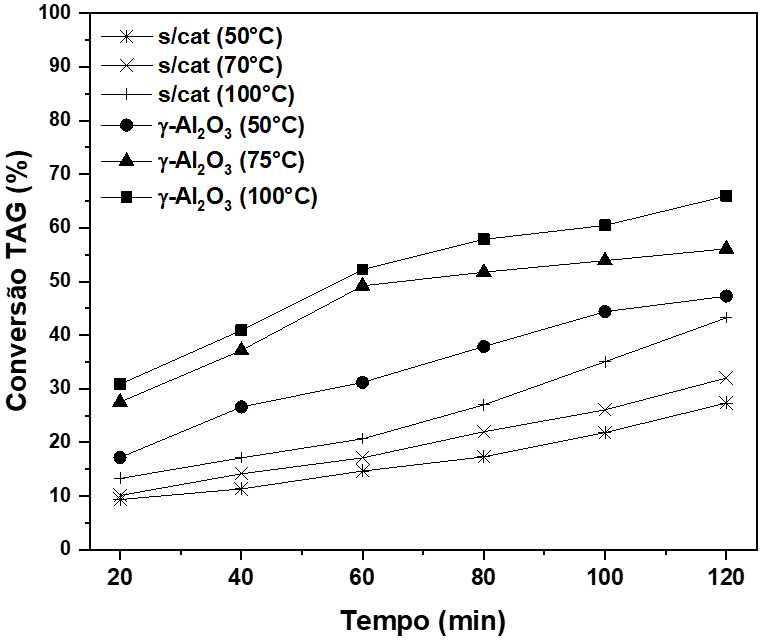 100
90
80
70
60
50
40
30
20
10
0
Conversão TAG (%)
s/cat (50°C)
s/cat (70°C)
s/cat (100°C)
γ-Al₂O₃ (50°C)
γ-Al₂O₃ (75°C)
γ-Al₂O₃ (100°C)
20 40 60 80 100 120
Tempo (min)